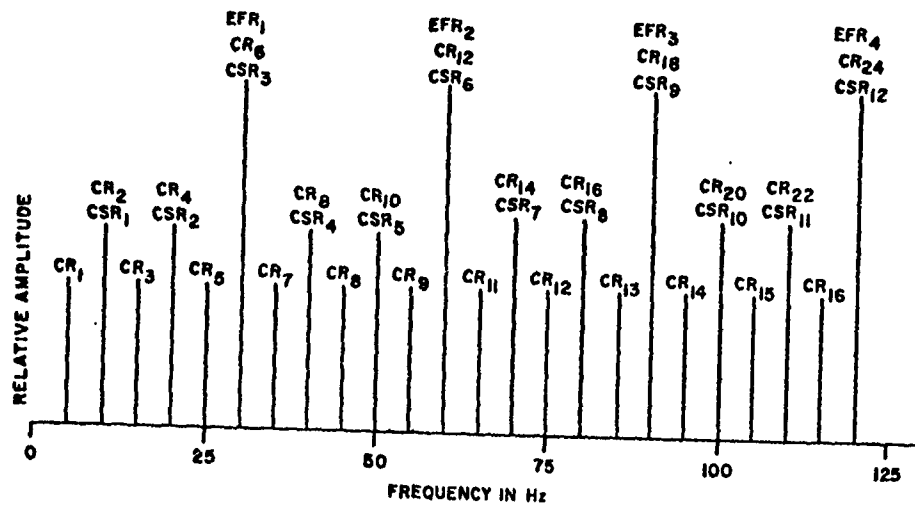 EFR1
CR6
CSR3
EFR2
CR12
CSR6
EFR3
CR18
CSR9
EFR4
CR24
CSR12
CR2
CSR1
CR4
CSR2
CR8
CSR4
CR10
CSR5
CR14
CSR7
CR16
CSR8
CR20
CSR10
CR22
CSR11
CR1
CR3
CR5
CR7
CR8
CR9
CR11
CR12
CR13
CR14
CR15
CR16
RELATIVE AMPLITUDE
0
25
50
75
100
125
FREQUENCY IN Hz